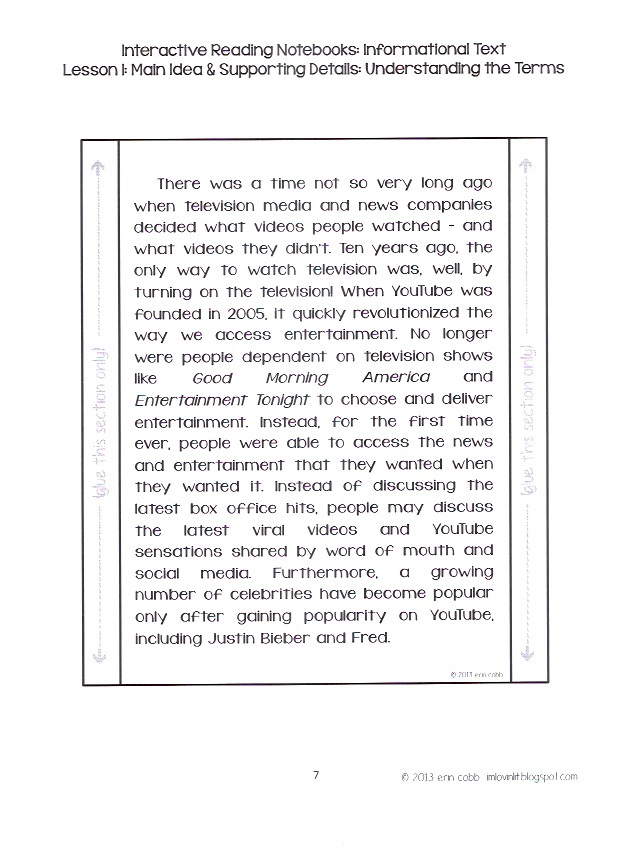 Interactive Reading Notebooks: Informational Text
Lesson 1: Main Idea & Supporting Details: Understanding the Terms
There was a time not so very long ago
when television media and news companies
decided what videos people watched - and
what videos they didn't. Ten years ago, the
only way to watch television was, well, by
turning on the television! When YouTube was
founded in 2005, it quickly revolutionized the
way we access entertainment. No longer
were people dependent on television shows
like Good Morning America and
Entertainment Tonight to choose and deliver
entertainment. Instead, for the first time
ever, people were able to access the news
and entertainment that they wanted when
they wanted it. Instead of discussing the
latest box office hits, people may discuss
the latest viral videos and YouTube
sensations shared by word of mouth and
social media. Furthermore, a growing
number of celebrities have become popular
only after gaining popularity on YouTube,
including Justin Bieber and Fred.
glue this section only!
glue this section only!
© 2013 erin cobb
7
© 2013 erin cobb imlovinlit.blogspot.com